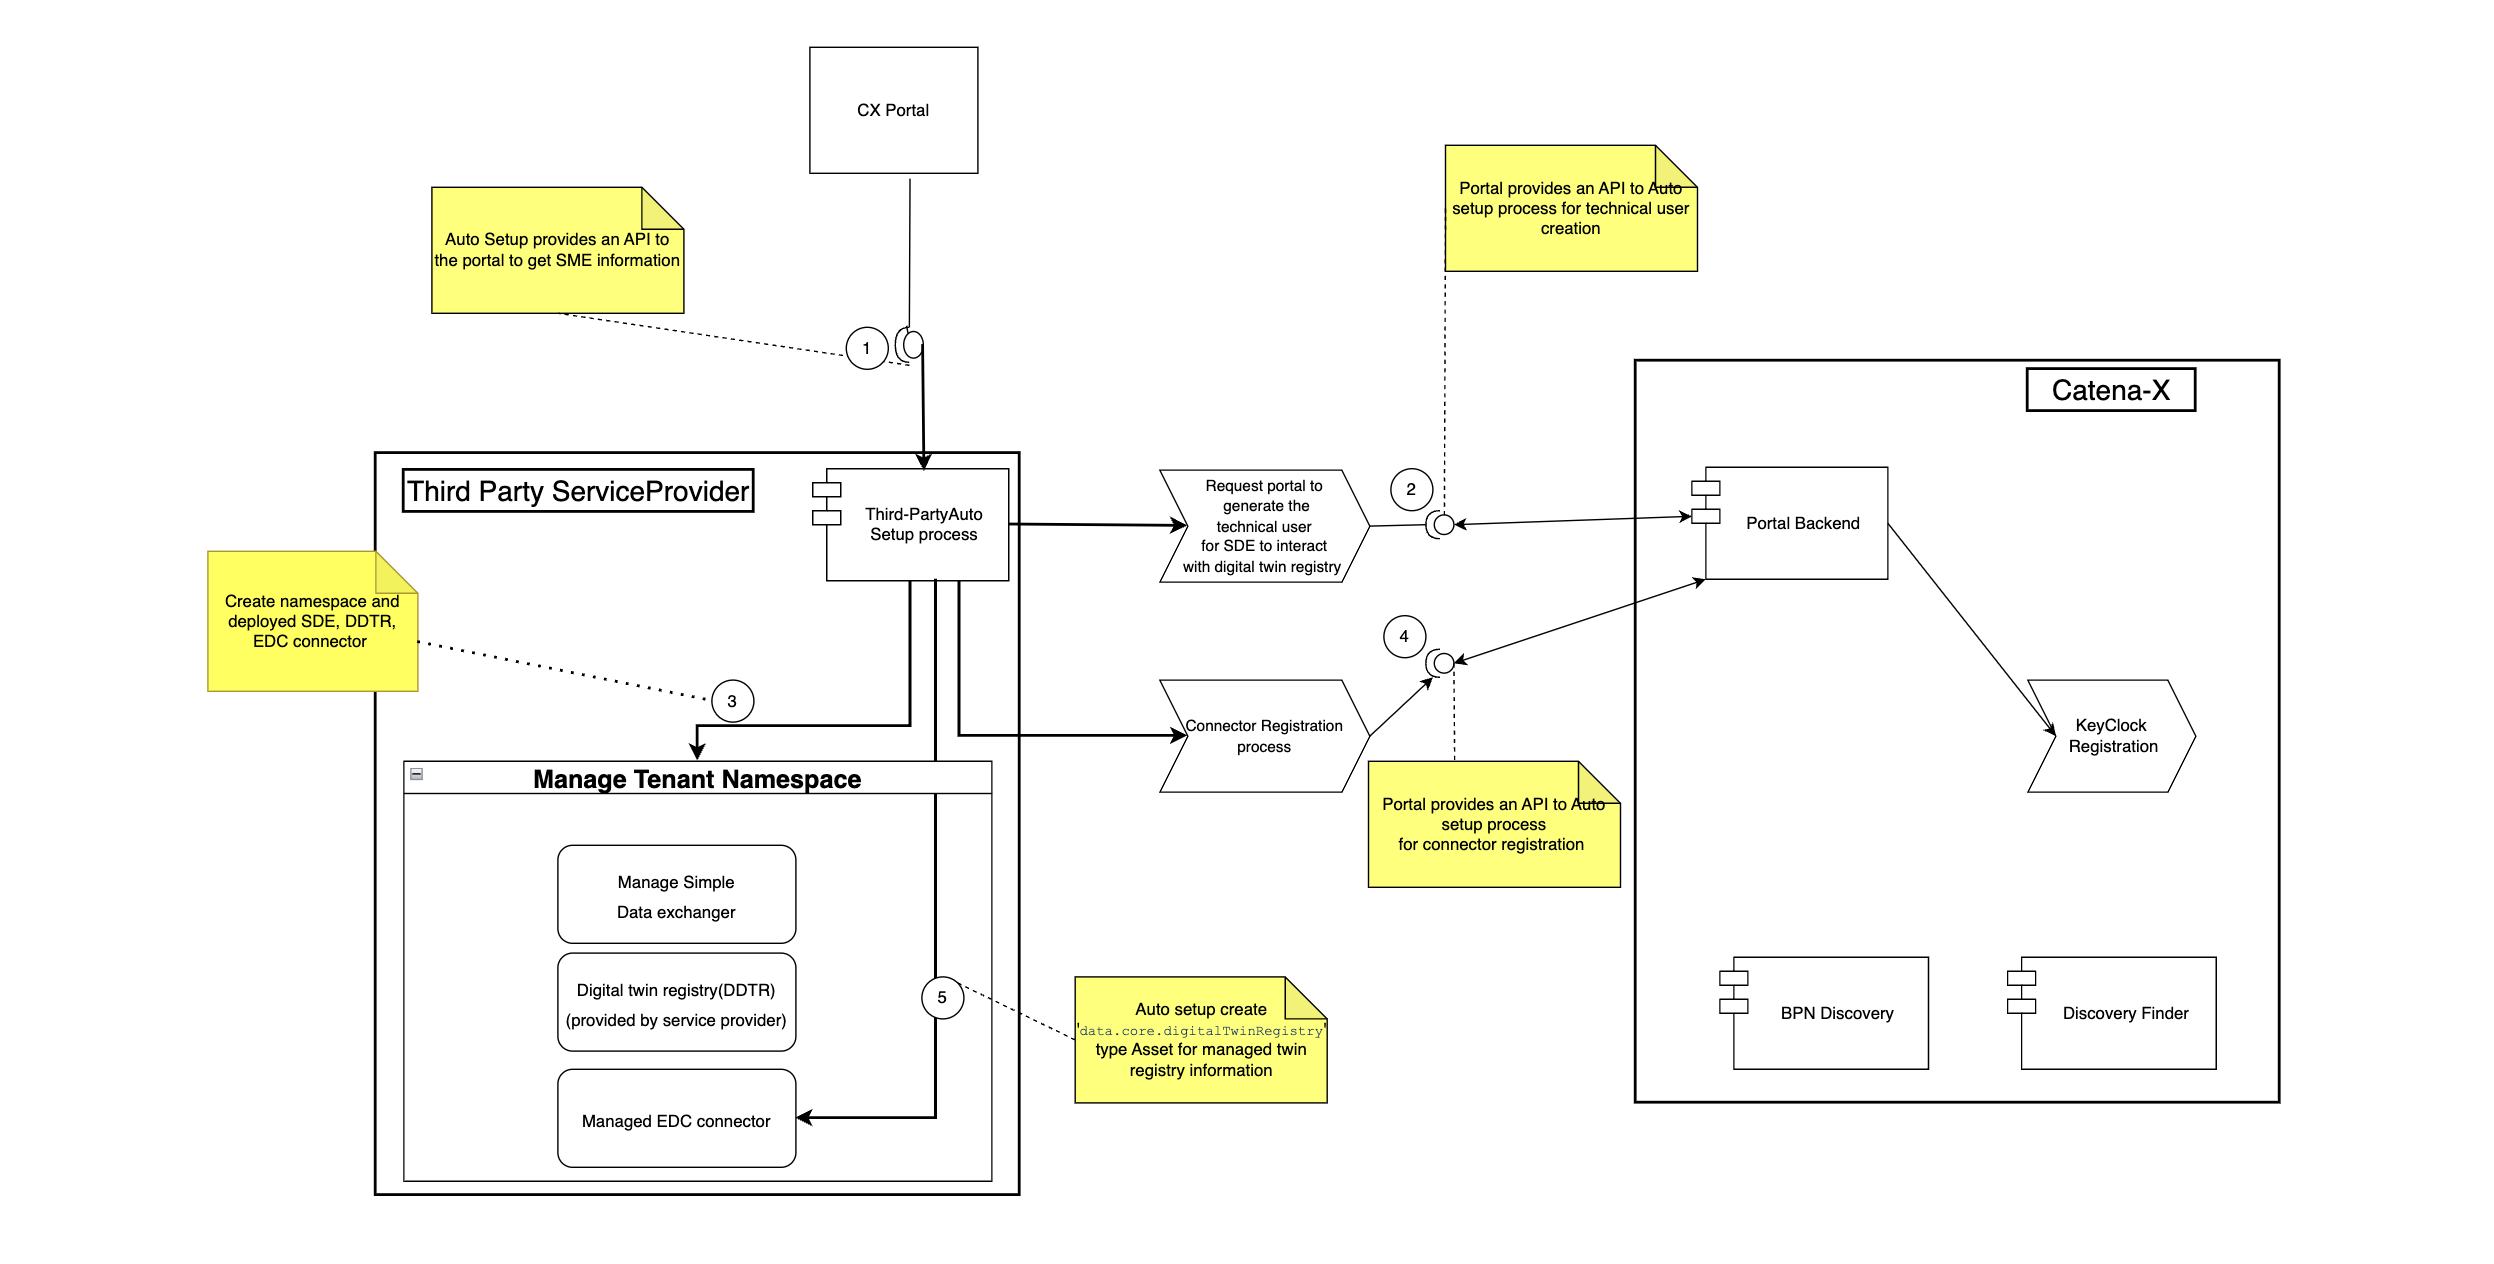 CX Portal
Auto Setup provides an API to
the portal to get SME information
1
Portal provides an API to Auto
setup process for technical user
creation
Catena-X
Third Party ServiceProvider
Third-PartyAuto
Setup process
Request portal to
generate the
technical user
for SDE to interact
with digital twin registry
2
Portal Backend
Create namespace and
deployed SDE, DDTR,
EDC connector
3
4
Connector Registration
process
KeyClock
Registration
Manage Tenant Namespace
Portal provides an API to Auto
setup process
for connector registration
Manage Simple
Data exchanger
Digital twin registry(DDTR)
(provided by service provider)
5
Auto setup create
'data.core.digitalTwinRegistry'
type Asset for managed twin
registry information
BPN Discovery
Discovery Finder
Managed EDC connector